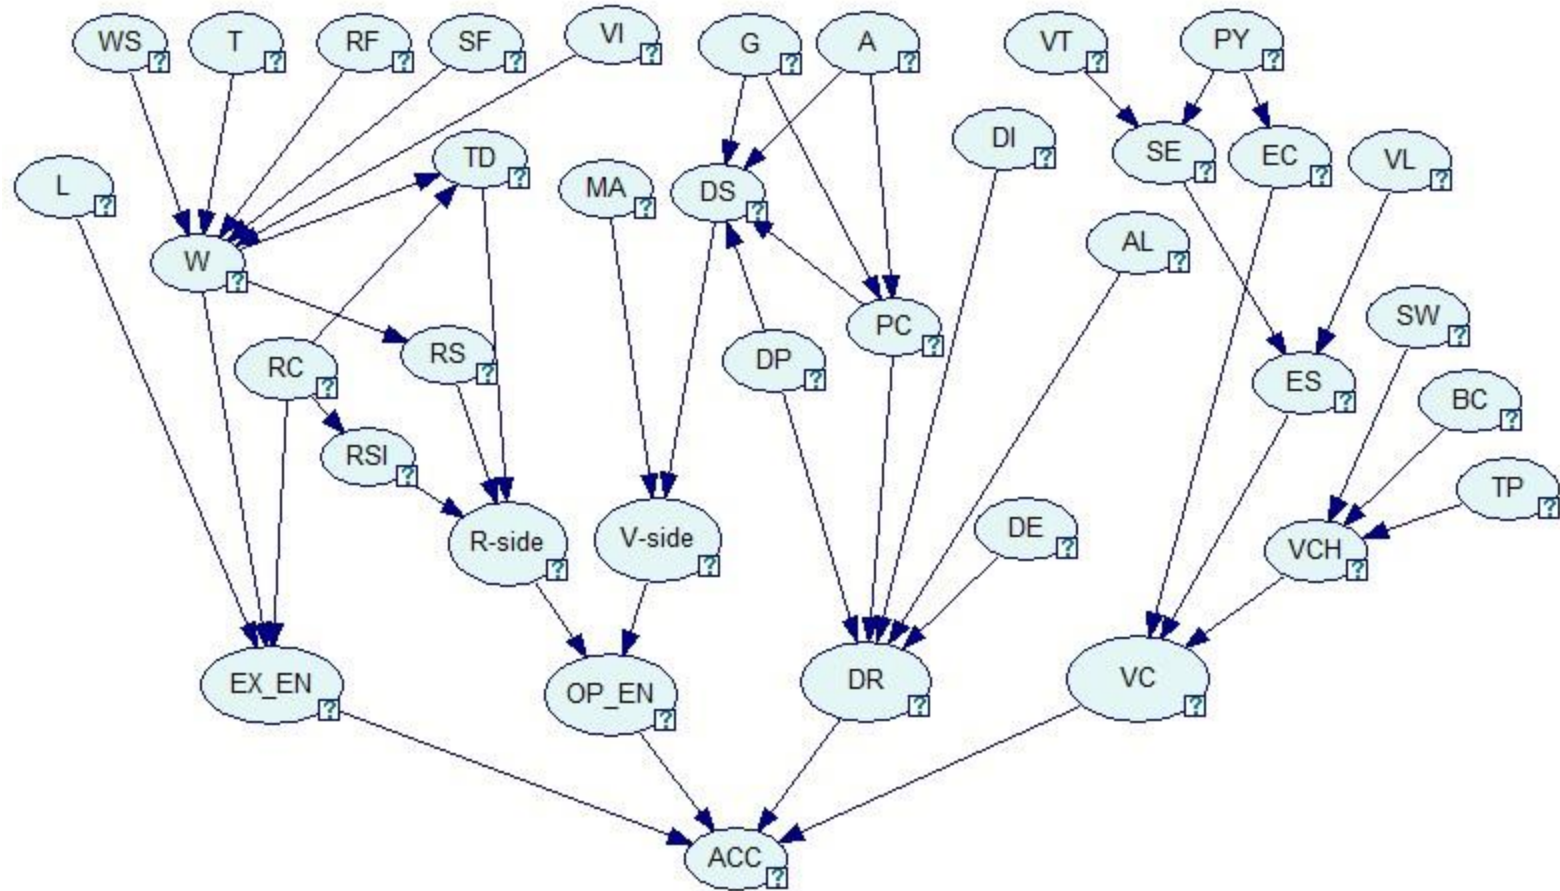 WS ?
T ?
RF ?
SF ?
VI ?
G ?
A ?
VT ?
PY ?
DI ?
TD ?
SE ?
EC ?
VL ?
L ?
MA ?
DS ?
AL ?
W ?
PC ?
SW ?
RC ?
RS ?
DP ?
ES ?
BC ?
RSI ?
TP ?
R-side ?
V-side ?
DE ?
VCH ?
EX_EN ?
OP_EN ?
DR ?
VC ?
ACC ?